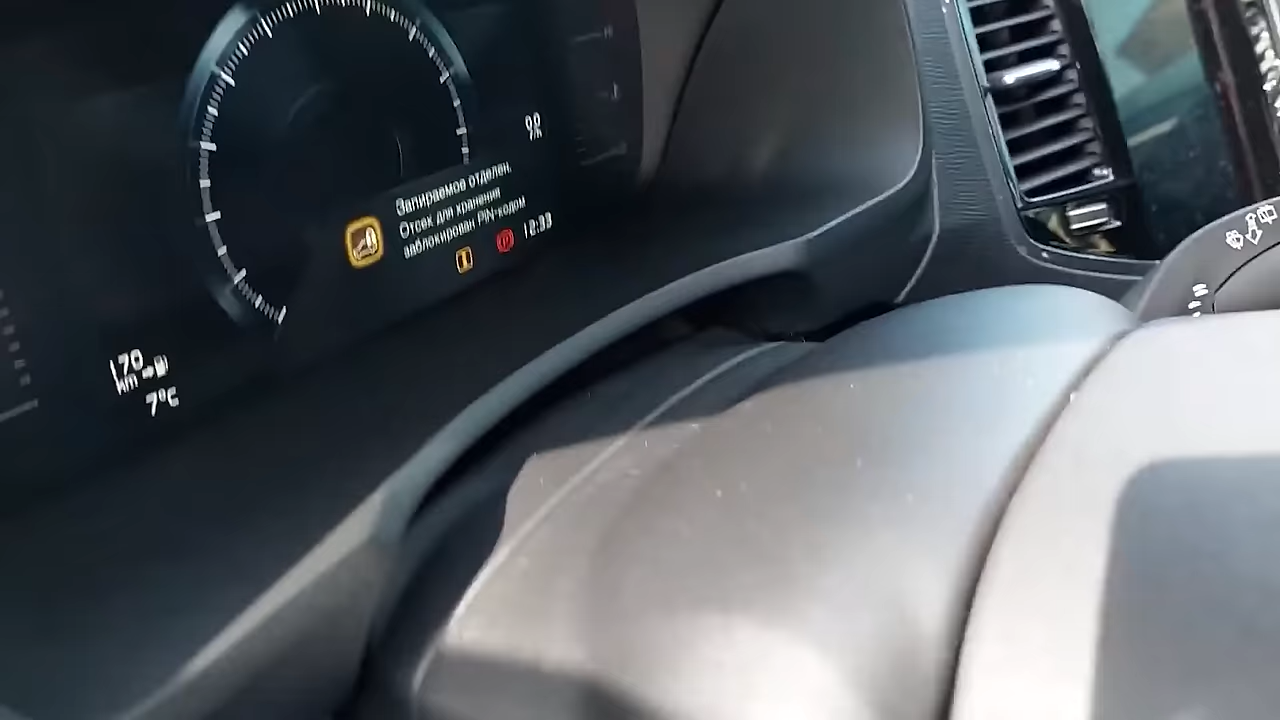 Запираемое отделен.
Отсек для хранения
заблокирован PIN-кодом
12:33
170
km
7°C